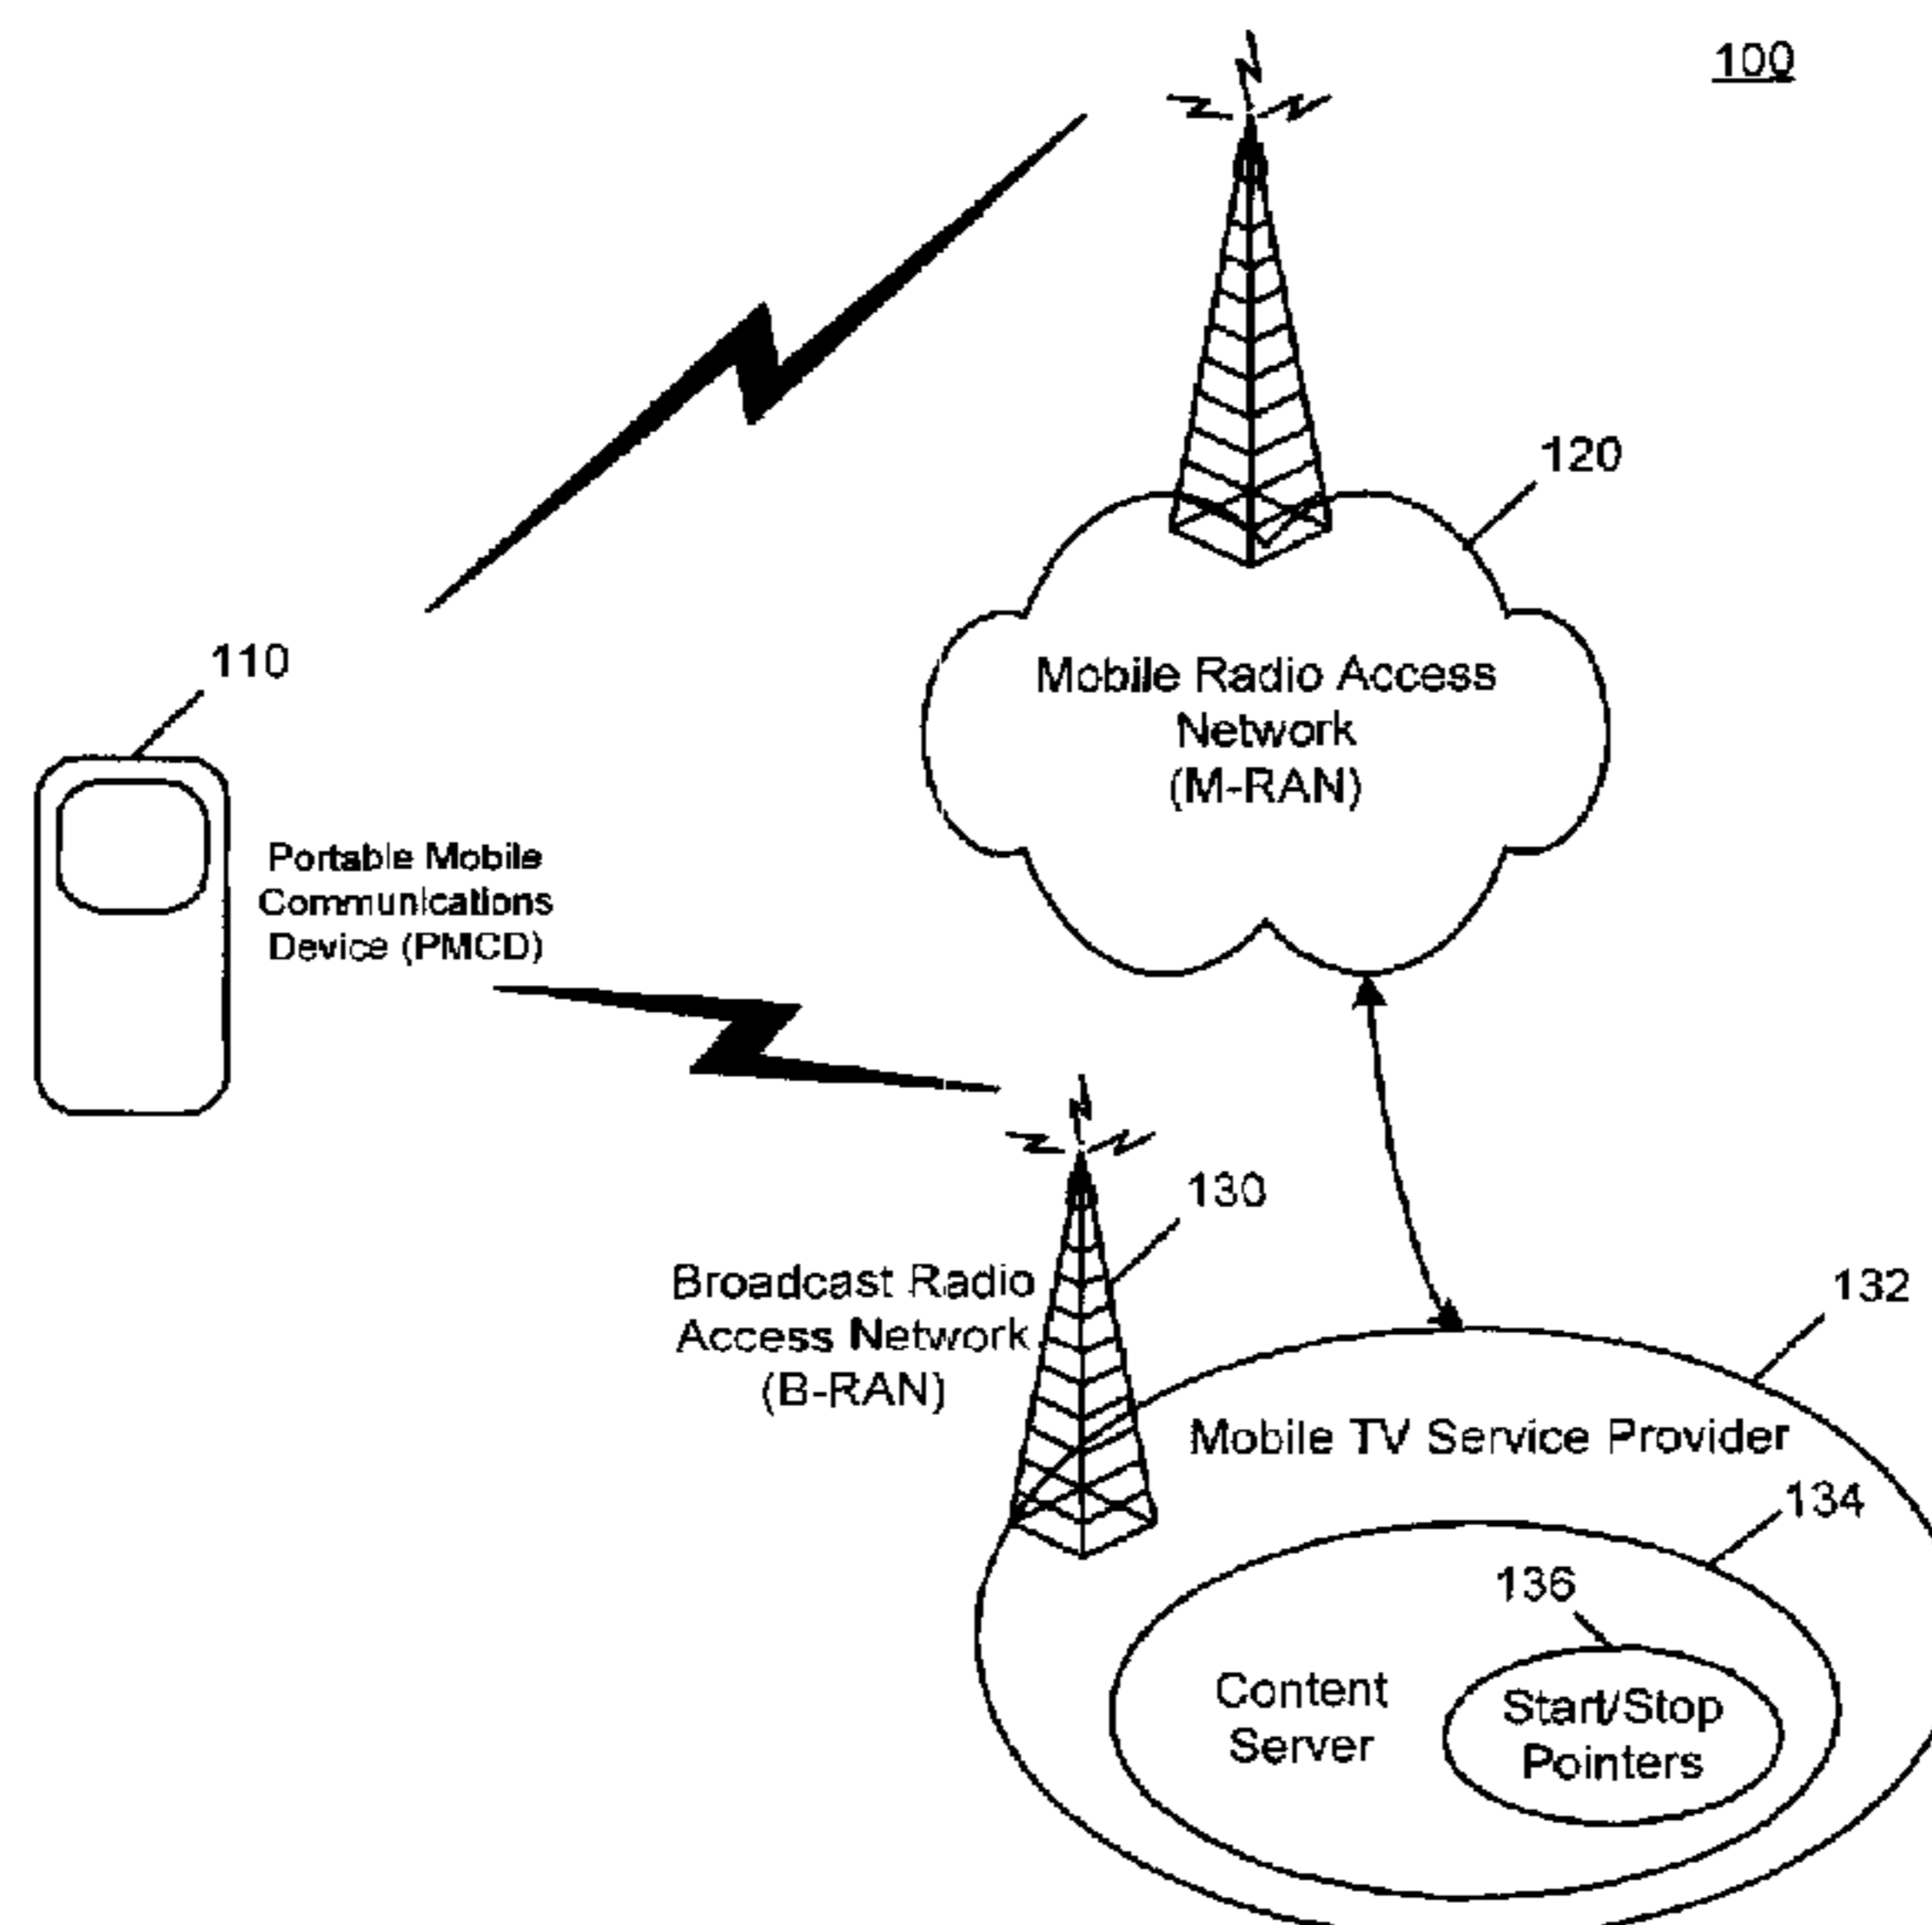 100
120
Mobile Radio Access
Network
(M-RAN)
110
Portable Mobile
Communications
Device (PMCD)
130
Broadcast Radio
Access Network
(B-RAN)
132
Mobile TV Service Provider
134
136
Content
Server
Start/Stop
Pointers